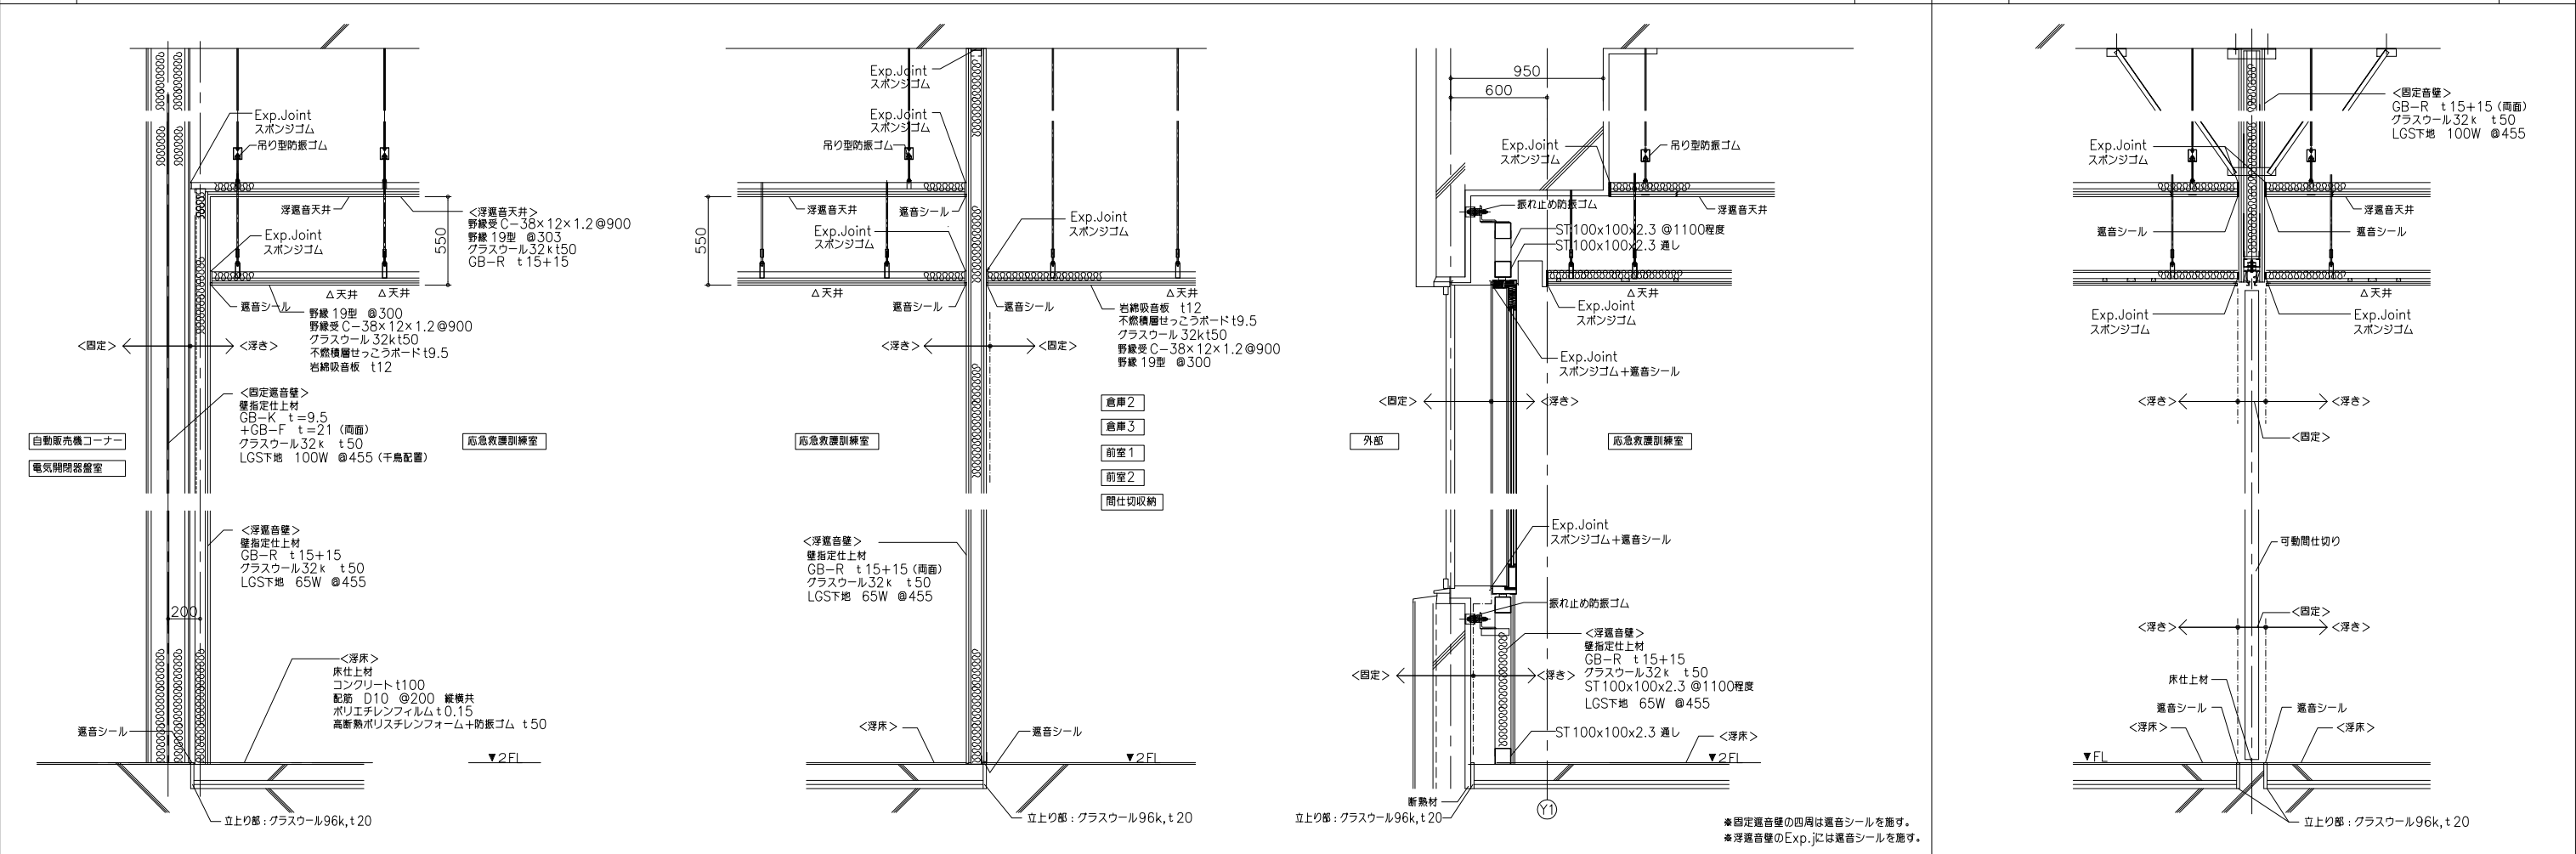 Exp.Joint
スポンジゴム
吊り型防振ゴム
浮遮音天井
＜浮遮音天井＞
野縁受 C-38×12×1.2@900
野縁 19型 @303
グラスウール32kt50
GB-R t15+15
Exp.Joint
スポンジゴム
550
△天井 △天井
遮音シール
野縁 19型 @300
野縁受 C-38×12×1.2@900
グラスウール 32kt50
不燃積層せっこうボード t9.5
岩綿吸音板 t12
＜固定＞ ＜浮き＞
＜固定遮音壁＞
壁指定仕上材
GB-K t=9.5
+GB-F t=21 (両面)
グラスウール32k t50
LGS下地 100W @455 (千鳥配置)
自動販売機コーナー
電気開閉器盤室
応急救護訓練室
＜浮遮音壁＞
壁指定仕上材
GB-R t15+15
グラスウール32k t50
LGS下地 65W @455
200
＜浮床＞
床仕上材
コンクリート t100
配筋 D10 @200 縦横共
ポリエチレンフィルム t0.15
高断熱ポリスチレンフォーム+防振ゴム t50
遮音シール
▼2FL
立上り部：グラスウール96k,t20
Exp.Joint
スポンジゴム
Exp.Joint
スポンジゴム
吊り型防振ゴム
浮遮音天井
遮音シール
Exp.Joint
スポンジゴム
Exp.Joint
スポンジゴム
550
△天井
△天井
遮音シール
遮音シール
岩綿吸音板 t12
不燃積層せっこうボード t9.5
グラスウール 32kt50
野縁受 C-38×12×1.2@900
野縁 19型 @300
＜浮き＞ ＜固定＞
倉庫2
倉庫3
前室1
前室2
間仕切収納
応急救護訓練室
＜浮遮音壁＞
壁指定仕上材
GB-R t15+15 (両面)
グラスウール32k t50
LGS下地 65W @455
＜浮床＞
遮音シール
▼2FL
立上り部：グラスウール96k,t20
950
600
Exp.Joint
スポンジゴム
吊り型防振ゴム
振れ止め防振ゴム
浮遮音天井
ST100x100x2.3 @1100程度
ST100x100x2.3 通し
△天井
Exp.Joint
スポンジゴム
Exp.Joint
スポンジゴム+遮音シール
＜固定＞ ＜浮き＞
外部
応急救護訓練室
Exp.Joint
スポンジゴム+遮音シール
振れ止め防振ゴム
＜浮遮音壁＞
壁指定仕上材
GB-R t15+15
グラスウール32k t50
ST100x100x2.3 @1100程度
LGS下地 65W @455
＜固定＞ ＜浮き＞
ST100x100x2.3 通し
＜浮床＞
▼2FL
断熱材
立上り部：グラスウール96k,t20
Y1
※固定遮音壁の四周は遮音シールを施す。
※浮遮音壁のExp.jには遮音シールを施す。
＜固定音壁＞
GB-R t15+15 (両面)
グラスウール32k t50
LGS下地 100W @455
Exp.Joint
スポンジゴム
浮遮音天井
遮音シール
遮音シール
△天井
Exp.Joint
スポンジゴム
Exp.Joint
スポンジゴム
＜浮き＞ ＜浮き＞
＜固定＞
可動間仕切り
＜固定＞
＜浮き＞ ＜浮き＞
床仕上材
遮音シール
遮音シール
＜浮床＞
＜浮床＞
▼FL
立上り部：グラスウール96k,t20